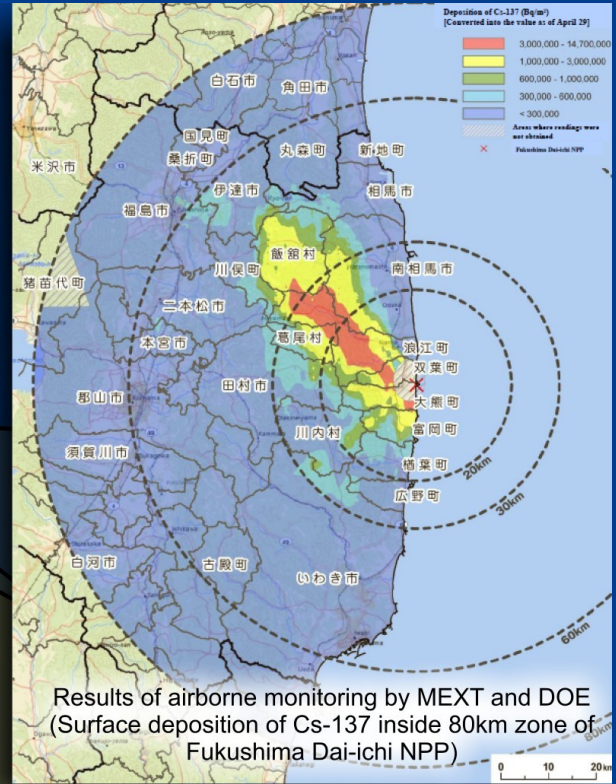 Deposition of Cs-137 (Bq/m²)
[Converted into the value as of April 29]
3,000,000 - 14,700,000
1,000,000 - 3,000,000
600,000 - 1,000,000
300,000 - 600,000
< 300,000
Areas where readings were
not obtained
Fukushima Dai-ichi NPP
白石市
角田市
国見町
桑折町
丸森町
新地町
米沢市
伊達市
相馬市
福島市
飯舘村
川俣町
南相馬市
猪苗代町
二本松市
葛尾村
本宮市
浪江町
双葉町
田村市
郡山市
大熊町
川内村
富岡町
須賀川市
楢葉町
20km
広野町
30km
白河市
古殿町
いわき市
60km
80km
Results of airborne monitoring by MEXT and DOE
(Surface deposition of Cs-137 inside 80km zone of
Fukushima Dai-ichi NPP)
0 10 20 km